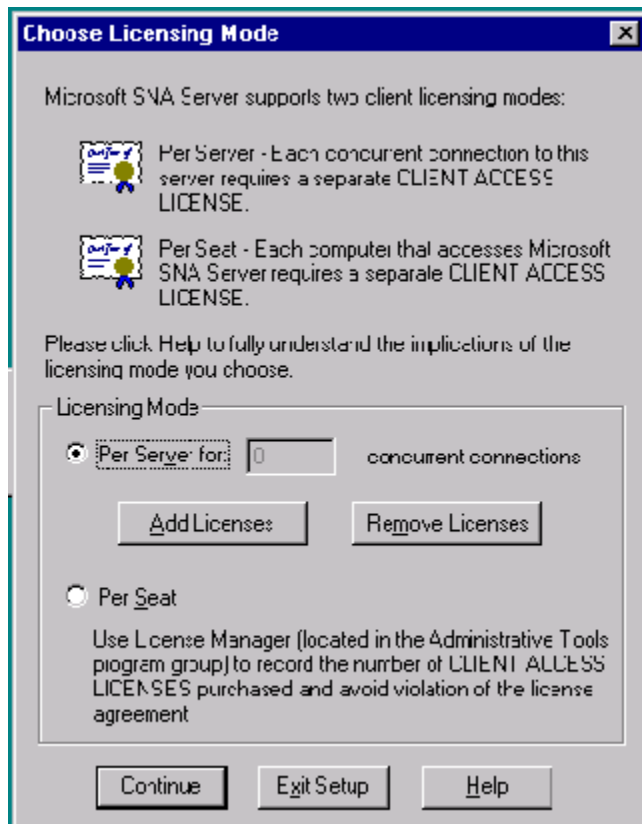 Choose Licensing Mode
Microsoft SNA Server supports two client licensing modes:
Per Server - Each concurrent connection to this
server requires a separate CLIENT ACCESS
LICENSE.
Per Seat - Each computer that accesses Microsoft
SNA Server requires a separate CLIENT ACCESS
LICENSE.
Please click Help to fully understand the implications of the
licensing mode you choose.
Licensing Mode
Per Server for: 0 concurrent connections
Add Licenses Remove Licenses
Per Seat
Use License Manager (located in the Administrative Tools
program group) to record the number of CLIENT ACCESS
LICENSES purchased and avoid violation of the license
agreement
Continue Exit Setup Help